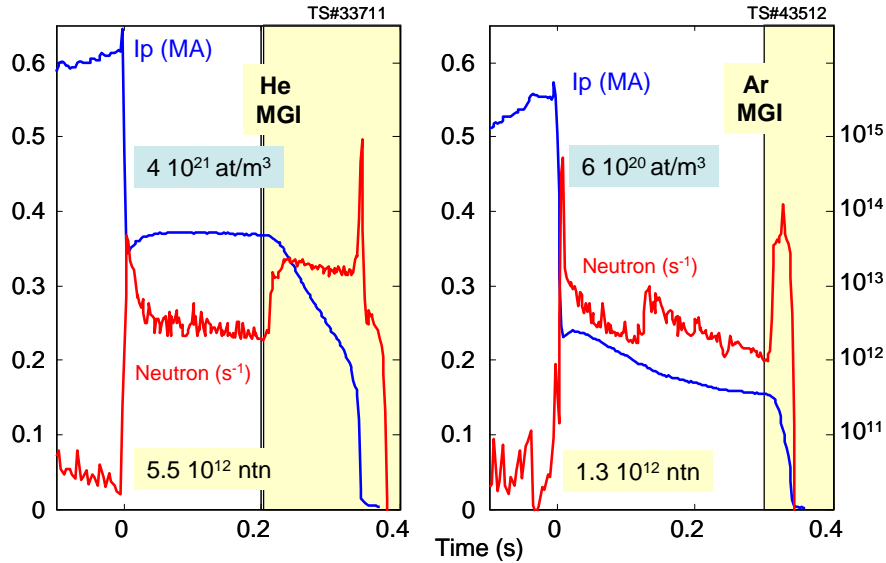 TS#33711
Ip (MA)
He
MGI
4 10²¹ at/m³
Neutron (s⁻¹)
5.5 10¹² ntn
0.6
0.5
0.4
0.3
0.2
0.1
0
0
0.2
0.4
TS#43512
Ip (MA)
Ar
MGI
6 10²⁰ at/m³
Neutron (s⁻¹)
1.3 10¹² ntn
0.6
0.5
0.4
0.3
0.2
0.1
0
10¹⁵
10¹⁴
10¹³
10¹²
10¹¹
0
0.2
0.4
Time (s)